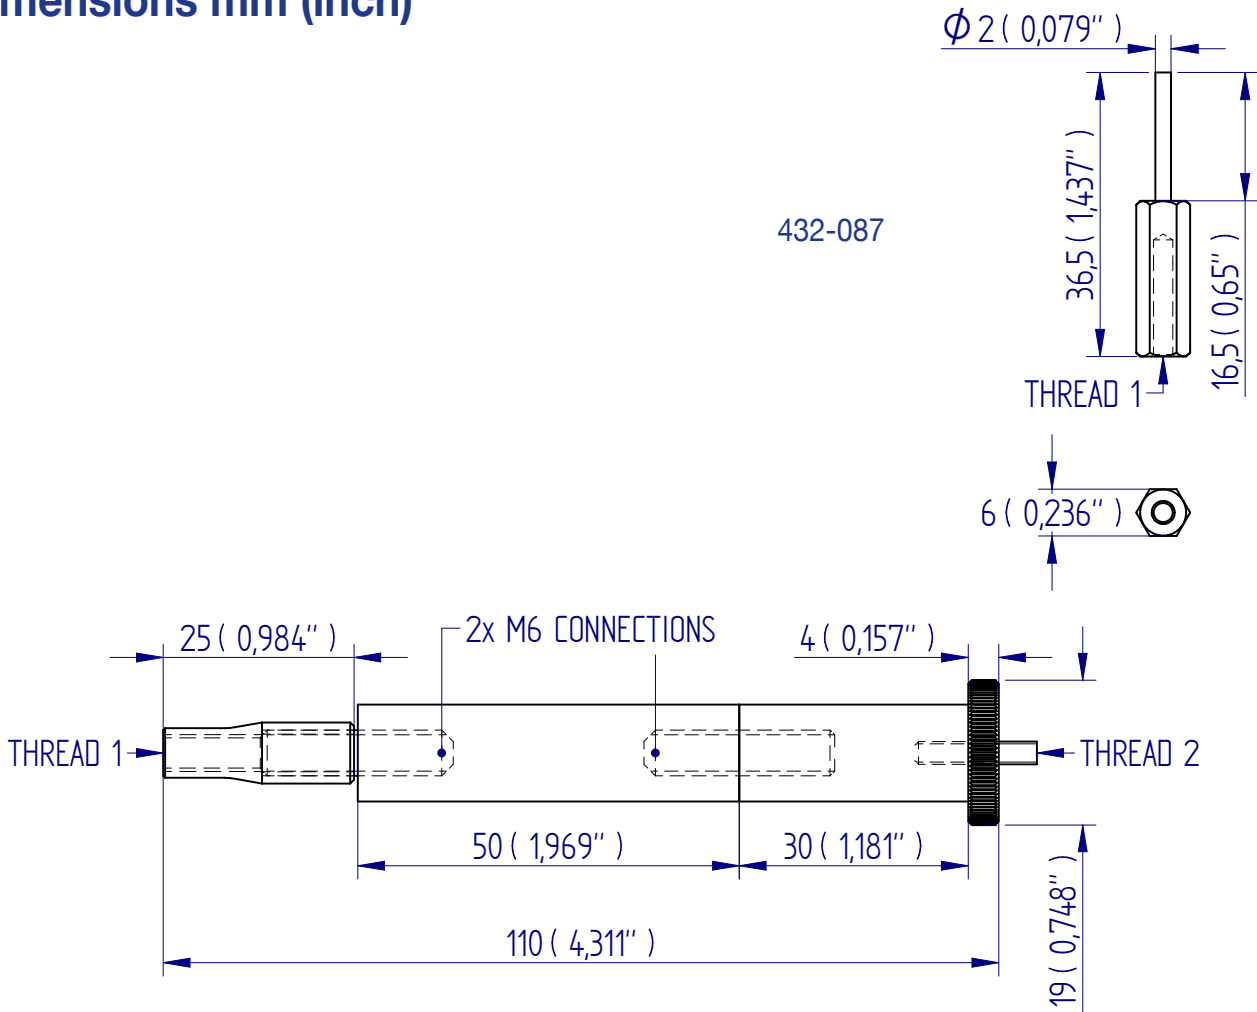 mensions mm (inch)
ϕ 2 ( 0,079" )
36,5 ( 1,437" )
16,5 ( 0,65" )
432-087
THREAD 1
6 ( 0,236" )
25 ( 0,984" )
2x M6 CONNECTIONS
4 ( 0,157" )
THREAD 1
THREAD 2
50 ( 1,969" )
30 ( 1,181" )
19 ( 0,748" )
110 ( 4,311" )